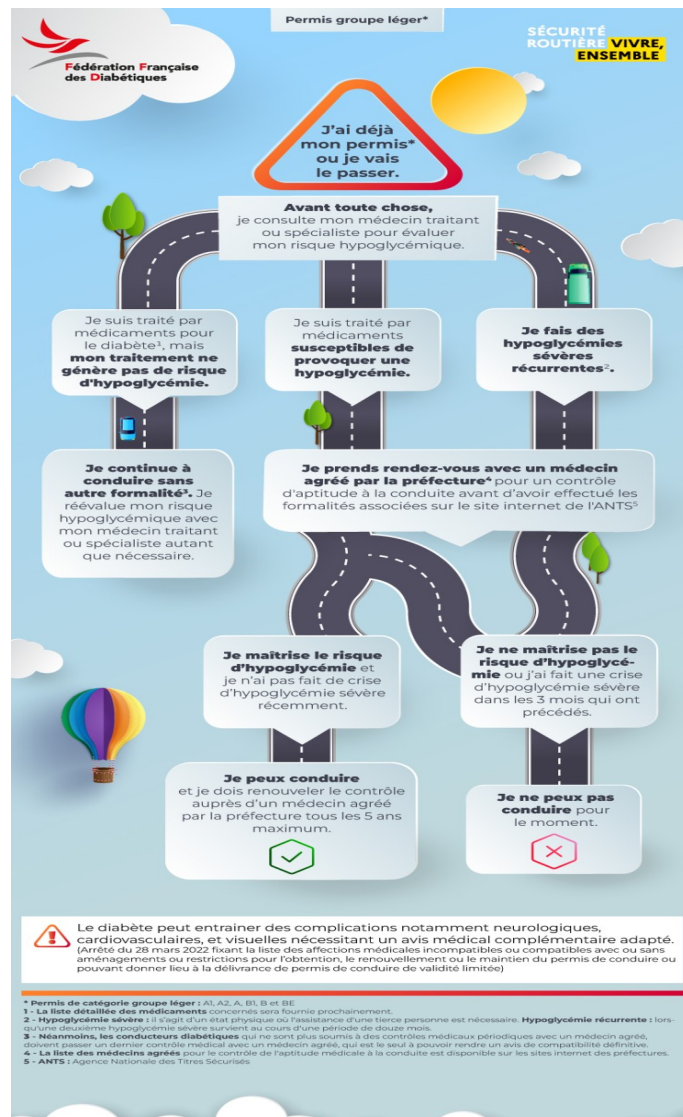 Permis groupe léger*
Fédération Française
des Diabétiques
SÉCURITÉ
ROUTIÈRE VIVRE,
ENSEMBLE
J'ai déjà
mon permis*
ou je vais
le passer.
Avant toute chose,
je consulte mon médecin traitant
ou spécialiste pour évaluer
mon risque hypoglycémique.
Je suis traité par
médicaments pour
le diabète¹, mais
mon traitement ne
génère pas de risque
d'hypoglycémie.
Je suis traité par
médicaments
susceptibles de
provoquer une
hypoglycémie.
Je fais des
hypoglycémies
sévères
récurrentes².
Je continue à
conduire sans
autre formalité³. Je
réévalue mon risque
hypoglycémique avec
mon médecin traitant
ou spécialiste autant
que nécessaire.
Je prends rendez-vous avec un médecin
agréé par la préfecture⁴ pour un contrôle
d'aptitude à la conduite avant d'avoir effectué les
formalités associées sur le site internet de l'ANTS⁵
Je maîtrise le risque
d'hypoglycémie et
je n'ai pas fait de crise
d'hypoglycémie sévère
récemment.
Je ne maîtrise pas le
risque d'hypoglycé-
mie ou j'ai fait une crise
d'hypoglycémie sévère
dans les 3 mois qui ont
précédés.
Je peux conduire
et je dois renouveler le contrôle
auprès d'un médecin agréé
par la préfecture tous les 5 ans
maximum.
Je ne peux pas
conduire pour
le moment.
Le diabète peut entrainer des complications notamment neurologiques,
cardiovasculaires, et visuelles nécessitant un avis médical complémentaire adapté.
(Arrêté du 28 mars 2022 fixant la liste des affections médicales incompatibles ou compatibles avec ou sans
aménagements ou restrictions pour l'obtention, le renouvellement ou le maintien du permis de conduire ou
pouvant donner lieu à la délivrance de permis de conduire de validité limitée)
* Permis de catégorie groupe léger : A1, A2, A, B1, B et BE
1 - La liste détaillée des médicaments concernés sera fournie prochainement.
2 - Hypoglycémie sévère : il s'agit d'un état physique où l'assistance d'une tierce personne est nécessaire. Hypoglycémie récurrente : lors-
qu'une deuxième hypoglycémie sévère survient au cours d'une période de douze mois.
3 - Néanmoins, les conducteurs diabétiques qui ne sont plus soumis à des contrôles médicaux périodiques avec un médecin agréé,
doivent passer un dernier contrôle médical avec un médecin agréé, qui est le seul à pouvoir rendre un avis de compatibilité définitive.
4 - La liste des médecins agréés pour le contrôle de l'aptitude médicale à la conduite est disponible sur les sites internet des préfectures.
5 - ANTS : Agence Nationale des Titres Sécurisés